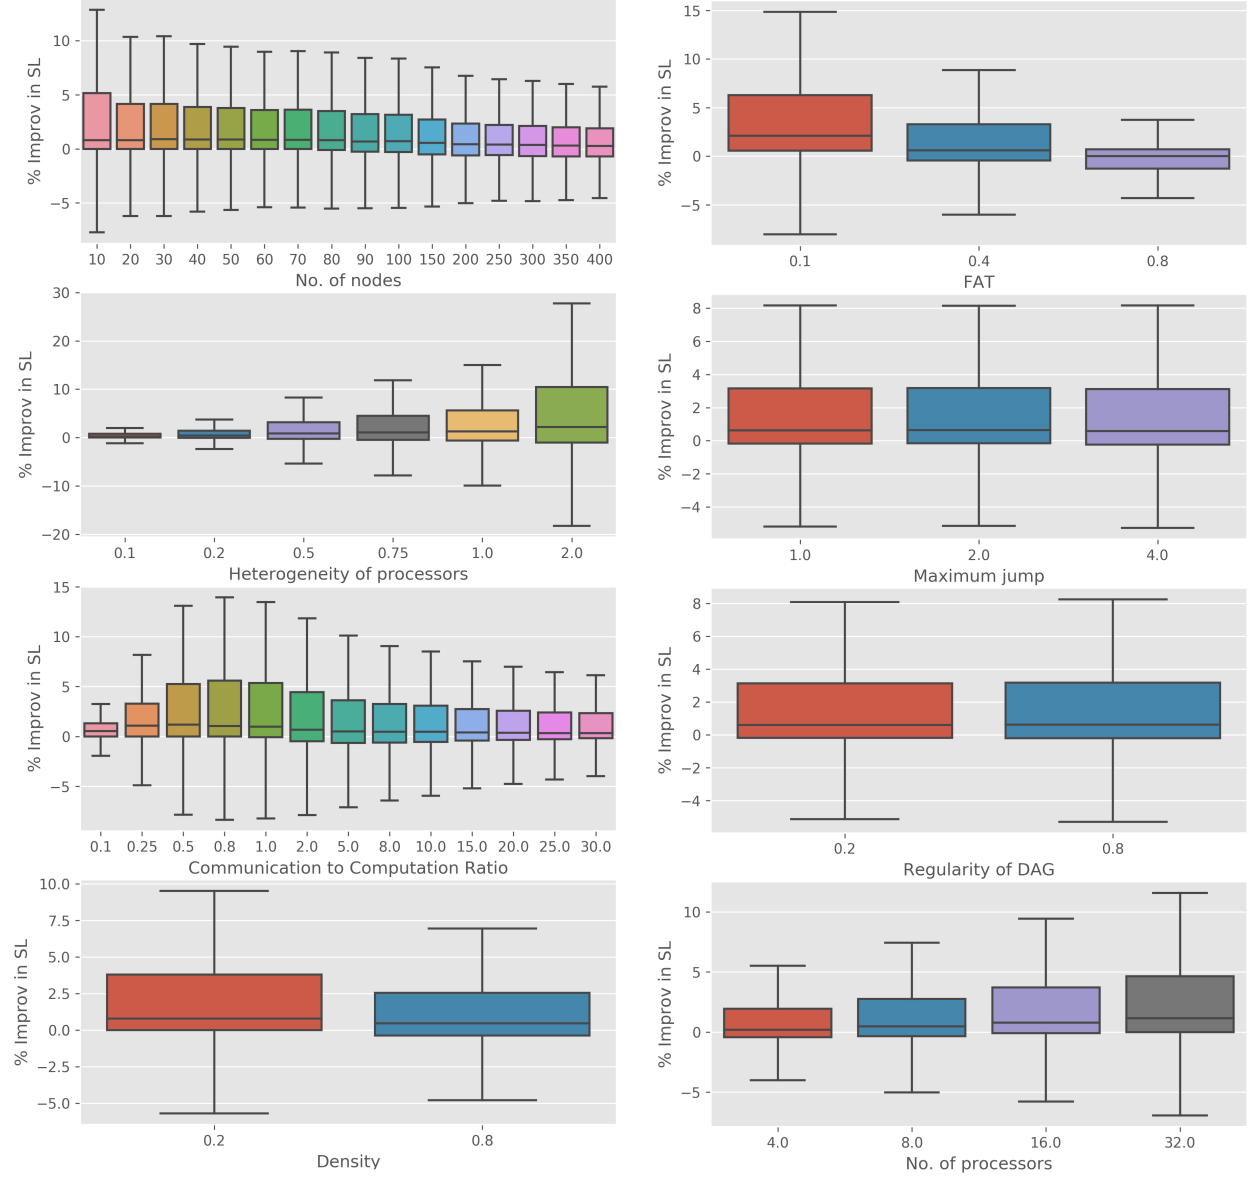 % Improv in SL
10
5
0
−5
10 20 30 40 50 60 70 80 90 100 150 200 250 300 350 400
No. of nodes
% Improv in SL
15
10
5
0
−5
0.1 0.4 0.8
FAT
% Improv in SL
30
20
10
0
−10
−20
0.1 0.2 0.5 0.75 1.0 2.0
Heterogeneity of processors
% Improv in SL
8
6
4
2
0
−2
−4
1.0 2.0 4.0
Maximum jump
% Improv in SL
15
10
5
0
−5
0.1 0.25 0.5 0.8 1.0 2.0 5.0 8.0 10.0 15.0 20.0 25.0 30.0
Communication to Computation Ratio
% Improv in SL
8
6
4
2
0
−2
−4
0.2 0.8
Regularity of DAG
% Improv in SL
10.0
7.5
5.0
2.5
0.0
−2.5
−5.0
0.2 0.8
Density
% Improv in SL
10
5
0
−5
4.0 8.0 16.0 32.0
No. of processors